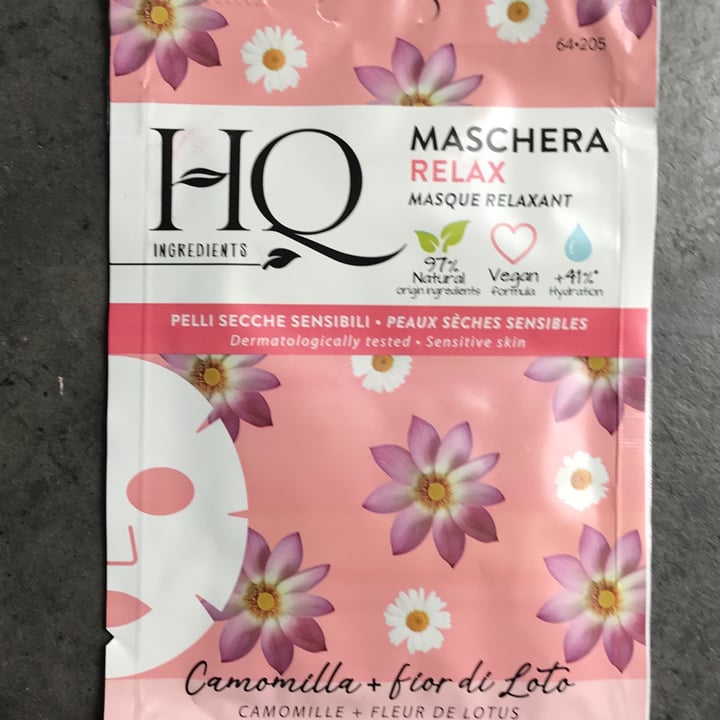 64•205
HQ
INGREDIENTS
MASCHERA
RELAX
MASQUE RELAXANT
97%
Natural
origin ingredients
Vegan
formula
+41%*
Hydration
PELLI SECCHE SENSIBILI • PEAUX SÈCHES SENSIBLES
Dermatologically tested • Sensitive skin
Camomilla + fior di Loto
CAMOMILLE + FLEUR DE LOTUS